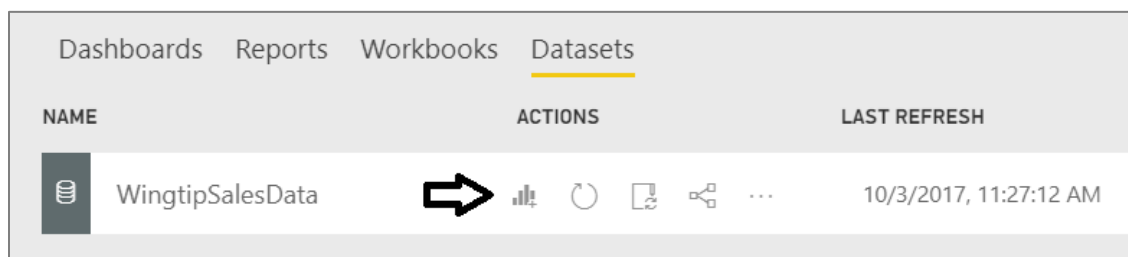 Dashboards Reports Workbooks Datasets
NAME ACTIONS LAST REFRESH
WingtipSalesData ... 10/3/2017, 11:27:12 AM